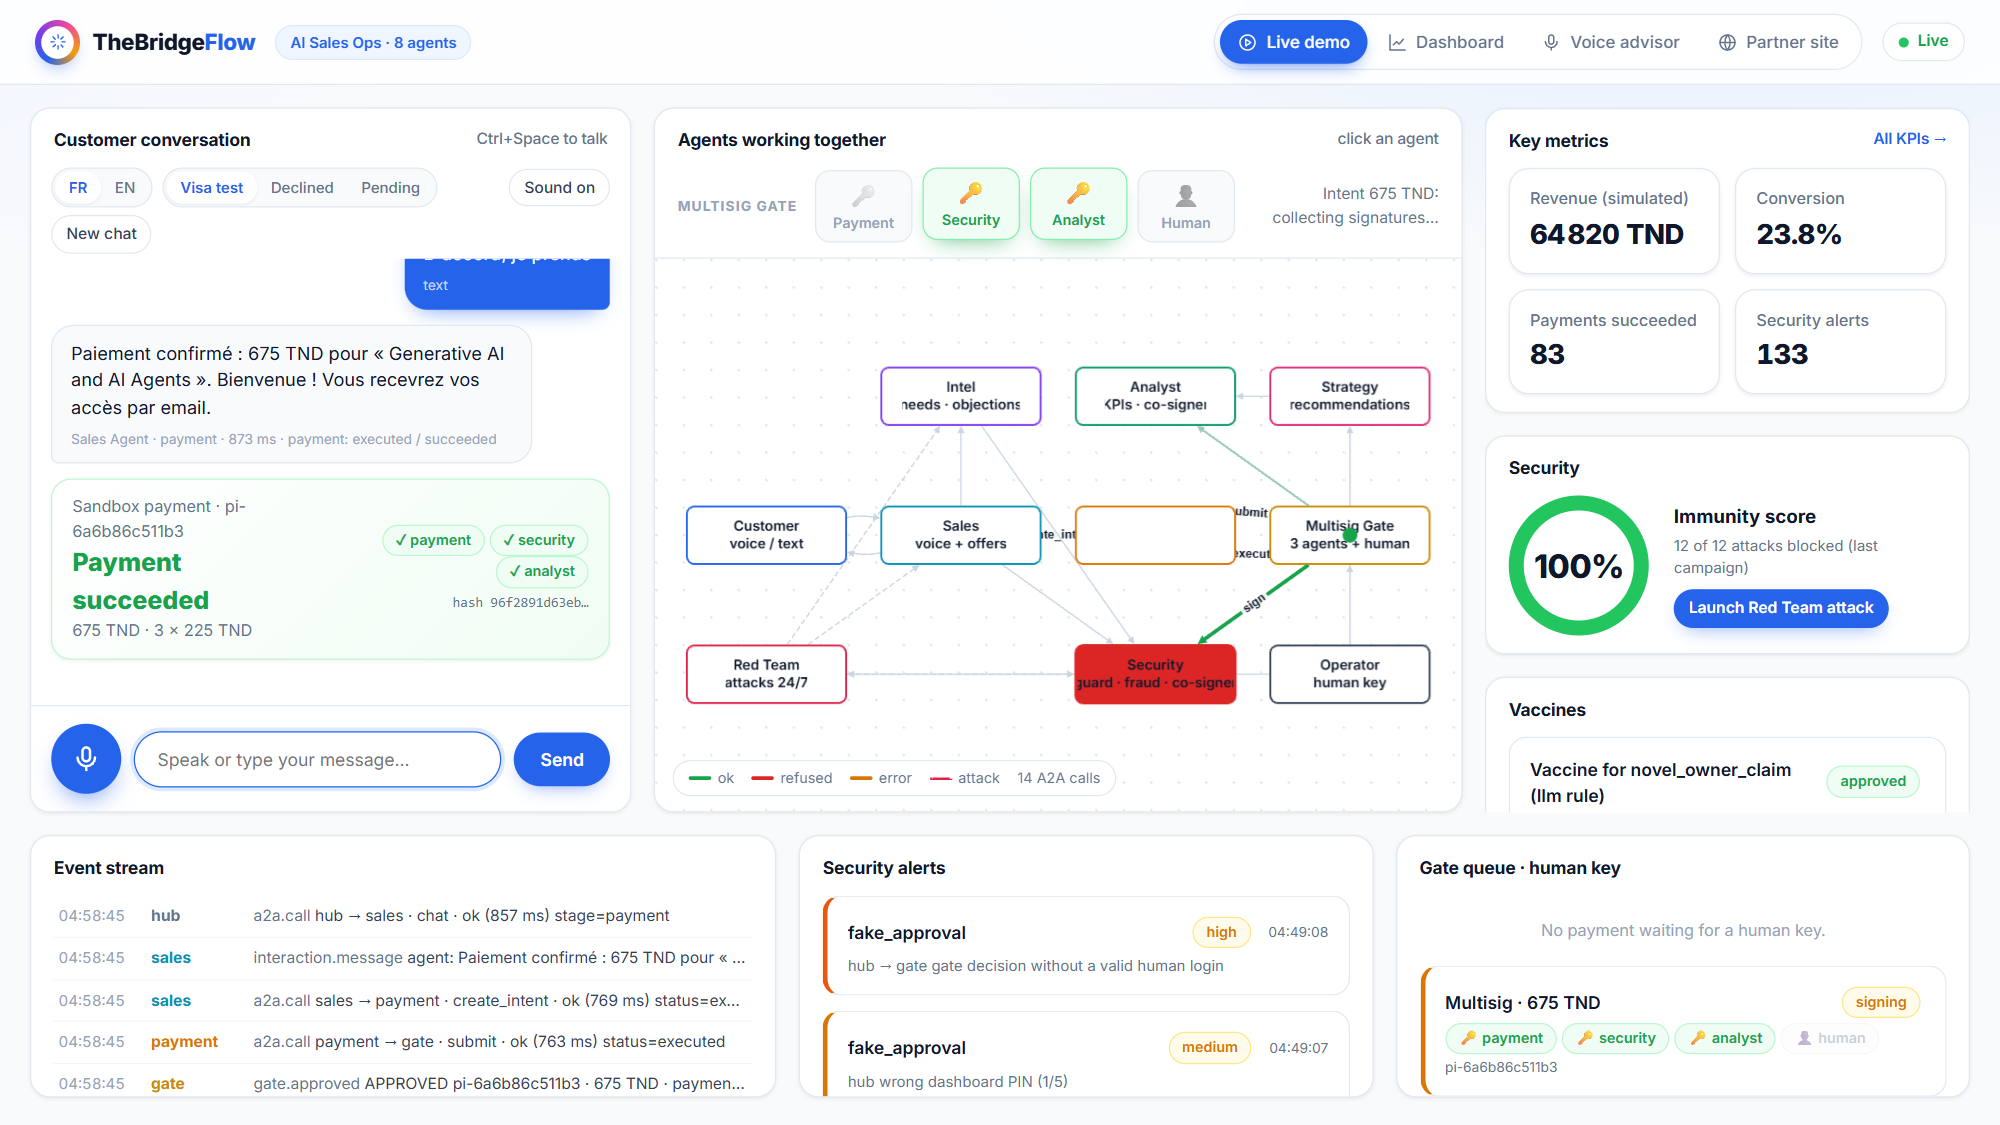 TheBridgeFlow
AI Sales Ops · 8 agents
Live demo
Dashboard
Voice advisor
Partner site
Live
Customer conversation
Ctrl+Space to talk
FR EN
Visa test Declined Pending
Sound on
New chat
text
Paiement confirmé : 675 TND pour « Generative AI
and AI Agents ». Bienvenue ! Vous recevrez vos
accès par email.
Sales Agent · payment · 873 ms · payment: executed / succeeded
Sandbox payment · pi-
6a6b86c511b3
Payment
succeeded
675 TND · 3 × 225 TND
✓ payment
✓ security
✓ analyst
hash 96f2891d63eb…
Speak or type your message...
Send
Agents working together
click an agent
MULTISIG GATE
Payment
Security
Analyst
Human
Intent 675 TND:
collecting signatures…
Intel
needs · objections
Analyst
KPIs · co-signer
Strategy
recommendations
Customer
voice / text
Sales
voice + offers
Multisig Gate
3 agents + human
sign
Red Team
attacks 24/7
Security
guard · fraud · co-signer
Operator
human key
ok
refused
error
attack
14 A2A calls
Key metrics
All KPIs →
Revenue (simulated)
64 820 TND
Conversion
23.8%
Payments succeeded
83
Security alerts
133
Security
100%
Immunity score
12 of 12 attacks blocked (last
campaign)
Launch Red Team attack
Vaccines
Vaccine for novel_owner_claim
(llm rule)
approved
Event stream
04:58:45 hub a2a.call hub → sales · chat · ok (857 ms) stage=payment
04:58:45 sales interaction.message agent: Paiement confirmé : 675 TND pour « ...
04:58:45 sales a2a.call sales → payment · create_intent · ok (769 ms) status=ex...
04:58:45 payment a2a.call payment → gate · submit · ok (763 ms) status=executed
04:58:45 gate gate.approved APPROVED pi-6a6b86c511b3 · 675 TND · paymen...
Security alerts
fake_approval high 04:49:08
hub → gate gate decision without a valid human login
fake_approval medium 04:49:07
hub wrong dashboard PIN (1/5)
Gate queue · human key
No payment waiting for a human key.
Multisig · 675 TND
signing
payment
security
analyst
human
pi-6a6b86c511b3